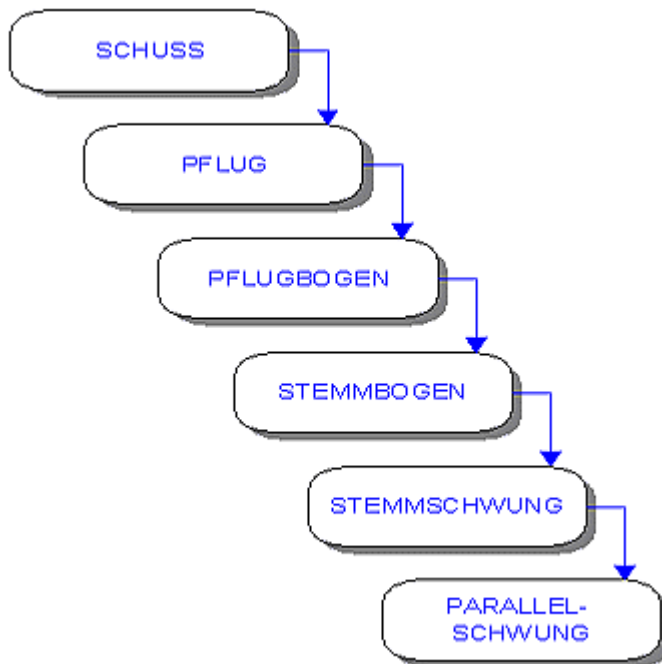 SCHUSS
PFLUG
PFLUGBOGEN
STEMMBOGEN
STEMMSCHWUNG
PARALLEL-
SCHWUNG